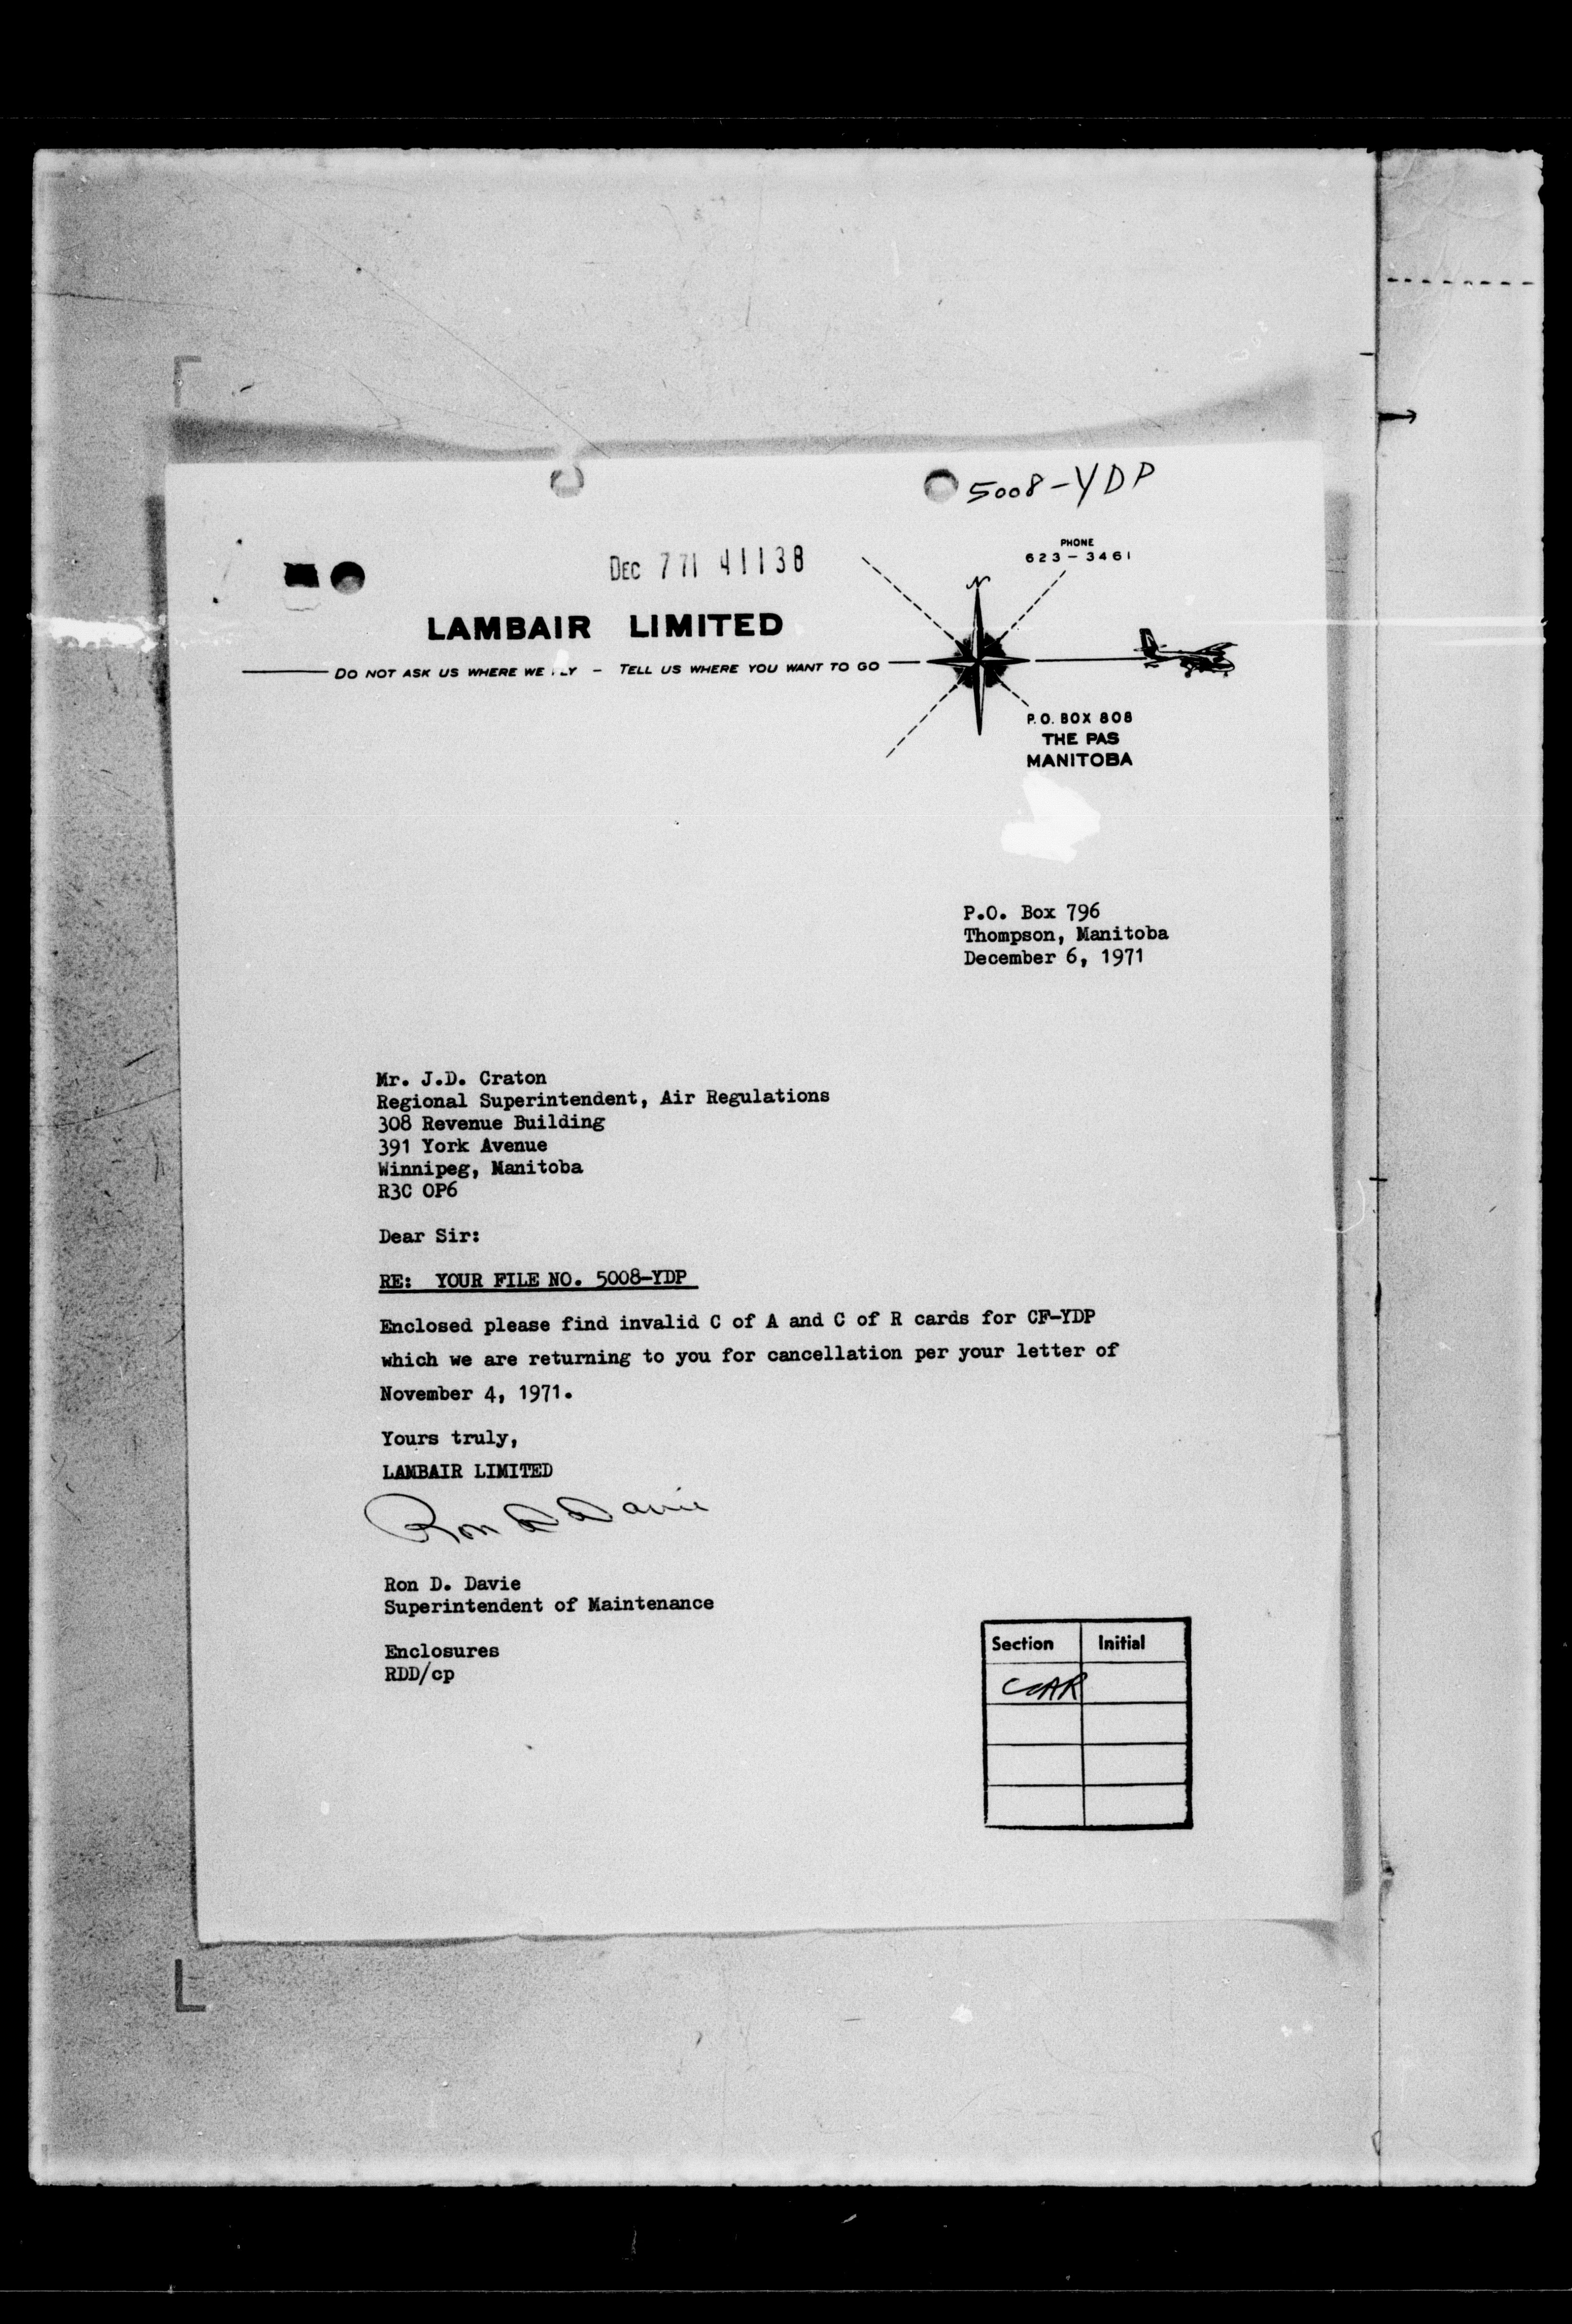 5008-YDP
PHONE
623-3461
DEC 7 71 41138
N
LAMBAIR LIMITED
DO NOT ASK US WHERE WE - TELL US WHERE YOU WANT TO GO
P.O. BOX 808
THE PAS
MANITOBA
P.O. Box 796
Thompson, Manitoba
December 6, 1971
Mr. J.D. Craton
Regional Superintendent, Air Regulations
308 Revenue Building
391 York Avenue
Winnipeg, Manitoba
R3C OP6
Dear Sir:
RE: YOUR FILE NO. 5008-YDP
Enclosed please find invalid C of A and C of R cards for CF-YDP
which we are returning to you for cancellation per your letter of
November 4, 1971.
Yours truly,
LAMBAIR LIMITED
Ron D Davie
Ron D. Davie
Superintendent of Maintenance
Enclosures
RDD/cp
Section Initial